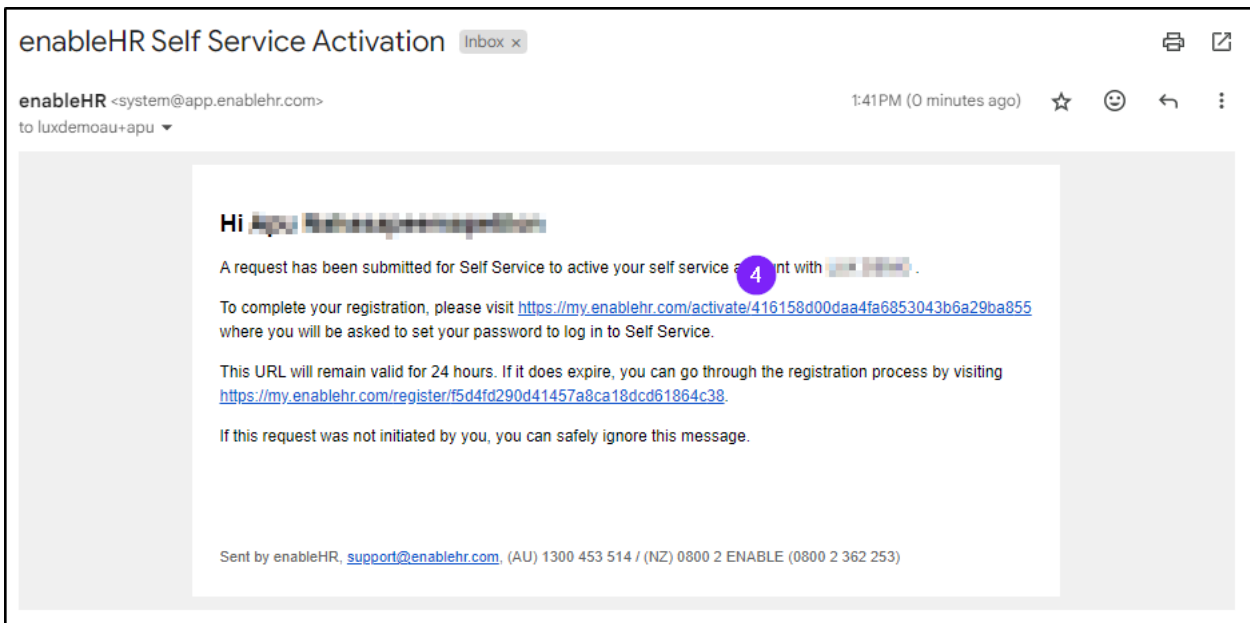 enableHR Self Service Activation Inbox x
enableHR <system@app.enablehr.com> 1:41 PM (0 minutes ago)
to luxdemoau+apu
Hi
A request has been submitted for Self Service to active your self service a nt with .
4
To complete your registration, please visit https://my.enablehr.com/activate/416158d00daa4fa6853043b6a29ba855
where you will be asked to set your password to log in to Self Service.
This URL will remain valid for 24 hours. If it does expire, you can go through the registration process by visiting
https://my.enablehr.com/register/f5d4fd290d41457a8ca18dcd61864c38.
If this request was not initiated by you, you can safely ignore this message.
Sent by enableHR, support@enablehr.com, (AU) 1300 453 514 / (NZ) 0800 2 ENABLE (0800 2 362 253)